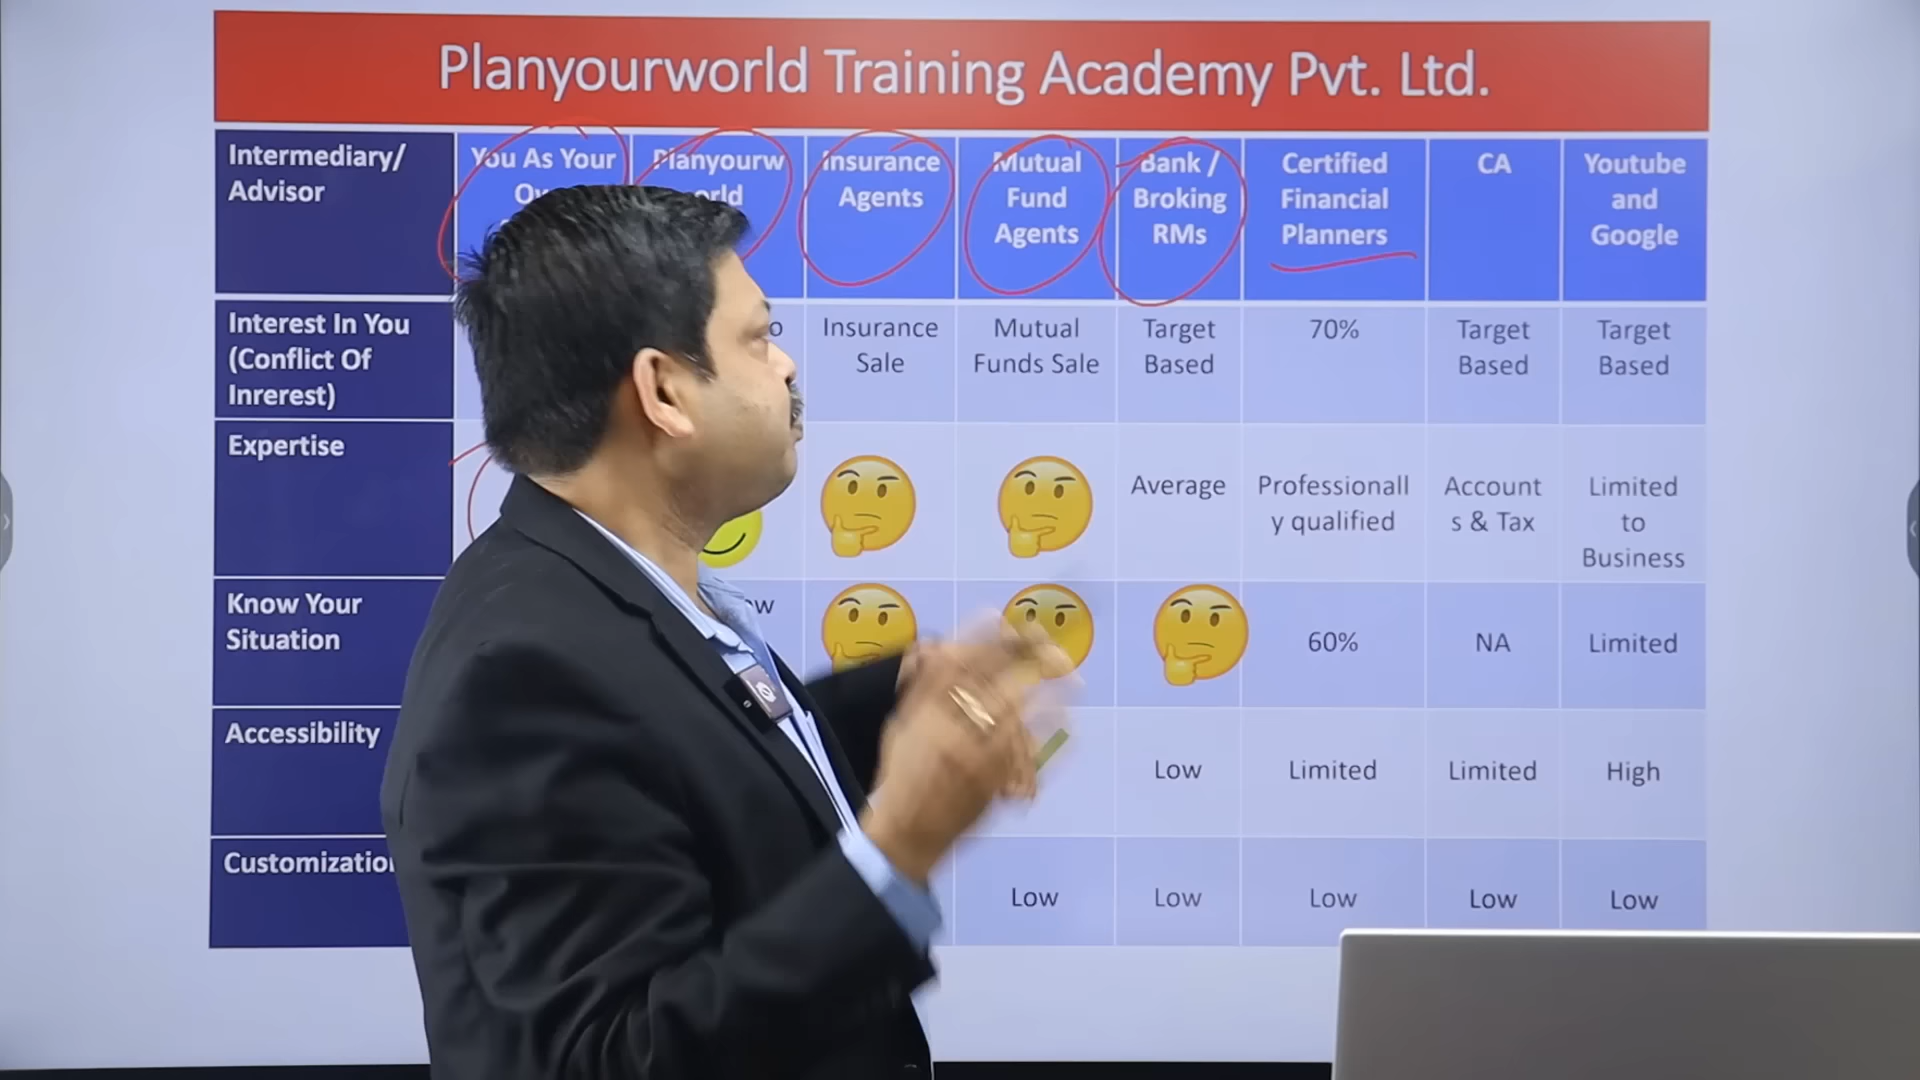 Planyourworld Training Academy Pvt. Ltd.
Intermediary/
Advisor
You As Your
Planyourw
orld
Insurance
Agents
Mutual
Fund
Agents
Bank /
Broking
RMs
Certified
Financial
Planners
CA
Youtube
and
Google
Interest In You
(Conflict Of
Inrerest)
Insurance
Sale
Mutual
Funds Sale
Target
Based
70%
Target
Based
Target
Based
Expertise
Average
Professionall
y qualified
Account
s & Tax
Limited
to
Business
Know Your
Situation
60%
NA
Limited
Accessibility
Low
Limited
Limited
High
Customization
Low
Low
Low
Low
Low